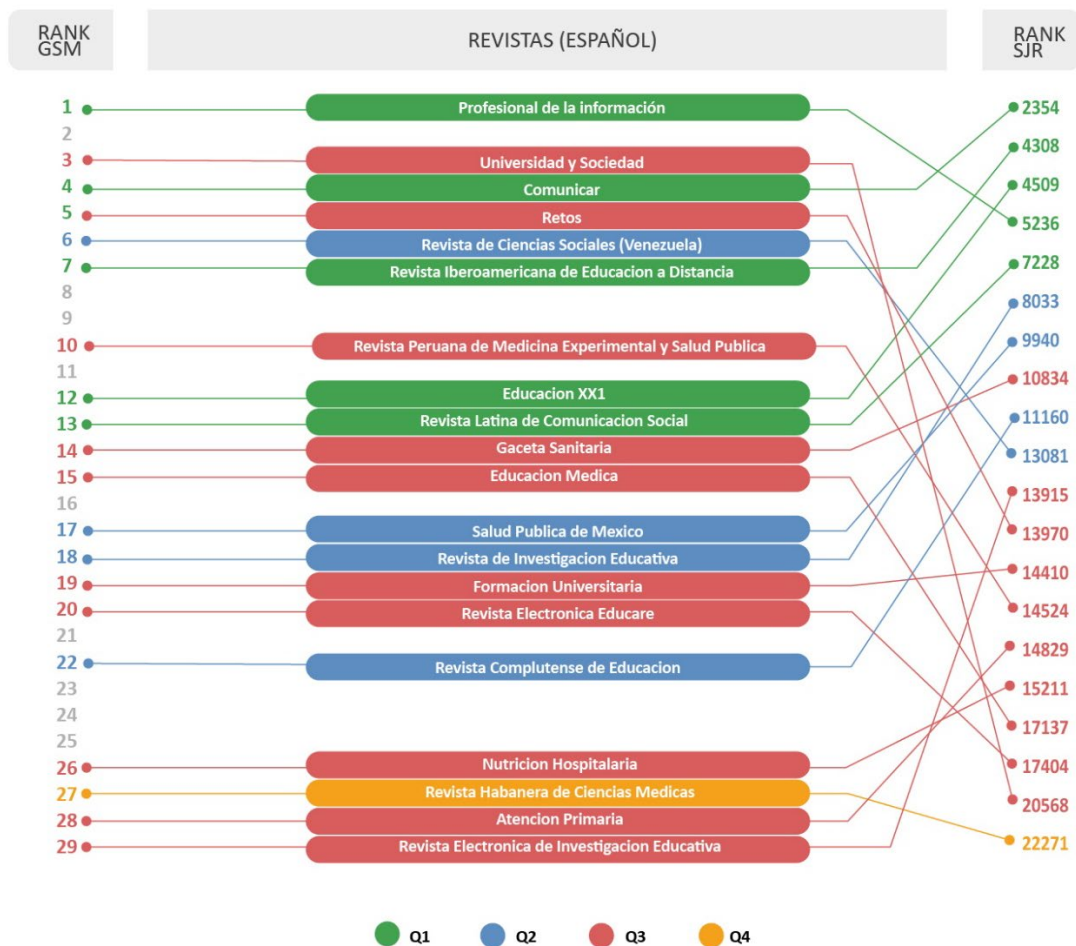 RANK
GSM
REVISTAS (ESPAÑOL)
RANK
SJR
1
Profesional de la información
2354
2
3
Universidad y Sociedad
4308
4
Comunicar
4509
5
Retos
5236
6
Revista de Ciencias Sociales (Venezuela)
7
Revista Iberoamericana de Educacion a Distancia
7228
8
8033
9
10
Revista Peruana de Medicina Experimental y Salud Publica
9940
11
10834
12
Educacion XX1
13
Revista Latina de Comunicacion Social
11160
14
Gaceta Sanitaria
13081
15
Educacion Medica
13915
16
17
Salud Publica de Mexico
13970
18
Revista de Investigacion Educativa
14410
19
Formacion Universitaria
20
Revista Electronica Educare
14524
21
14829
22
Revista Complutense de Educacion
15211
23
24
17137
25
26
Nutricion Hospitalaria
17404
27
Revista Habanera de Ciencias Medicas
20568
28
Atencion Primaria
29
Revista Electronica de Investigacion Educativa
22271
Q1
Q2
Q3
Q4